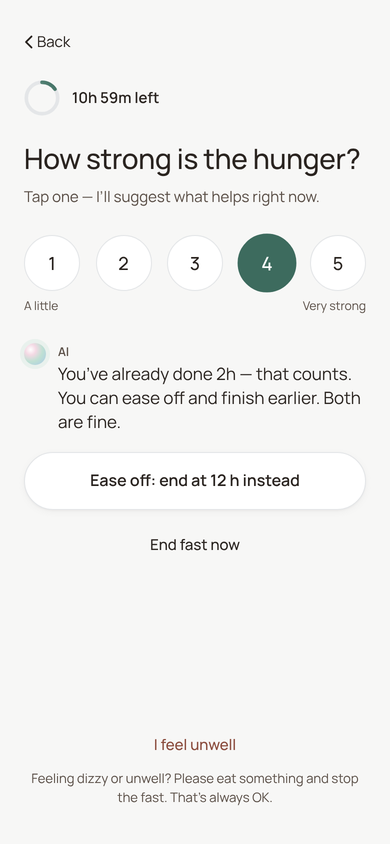 Back
10h 59m left
How strong is the hunger?
Tap one — I'll suggest what helps right now.
1 2 3 4 5
A little Very strong
AI
You've already done 2h — that counts.
You can ease off and finish earlier. Both
are fine.
Ease off: end at 12 h instead
End fast now
I feel unwell
Feeling dizzy or unwell? Please eat something and stop
the fast. That's always OK.